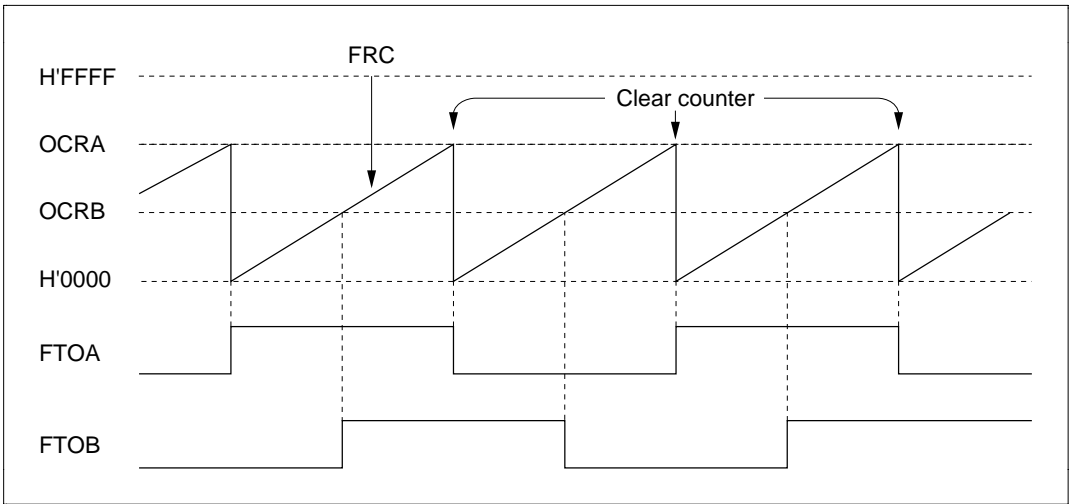 FRC
H'FFFF
Clear counter
OCRA
OCRB
H'0000
FTOA
FTOB